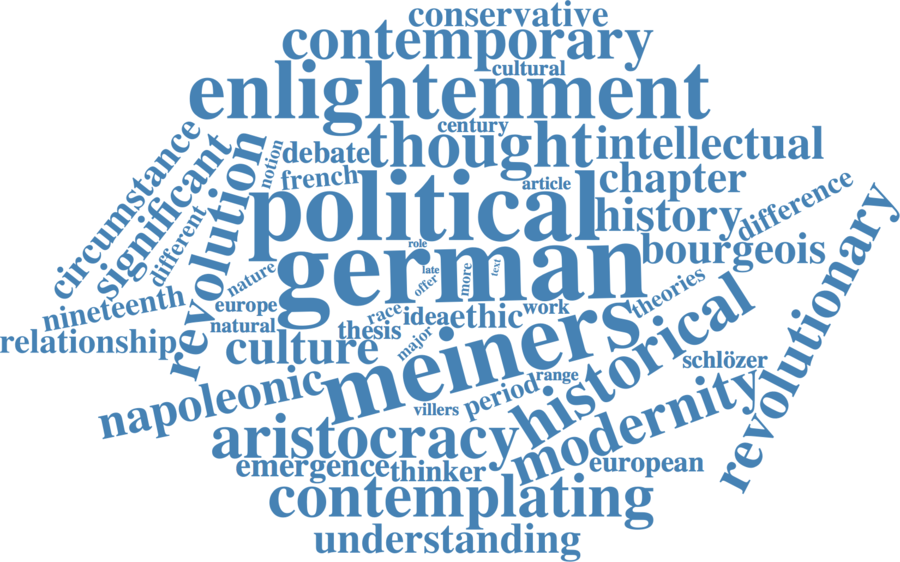 conservative
contemporary
cultural
enlightenment
century
thought
intellectual
circumstance
significant
different
revolution
notion
debate
french
article
chapter
political
history
difference
bourgeois
revolutionary
role
german
late
offer
more
text
nature
europe
natural
nineteenth
relationship
race
idea
ethic
work
theories
thesis
major
culture
meiners
historical
schlözer
napoleonic
villers
period
range
modernity
aristocracy
emergence
thinker
european
contemplating
understanding